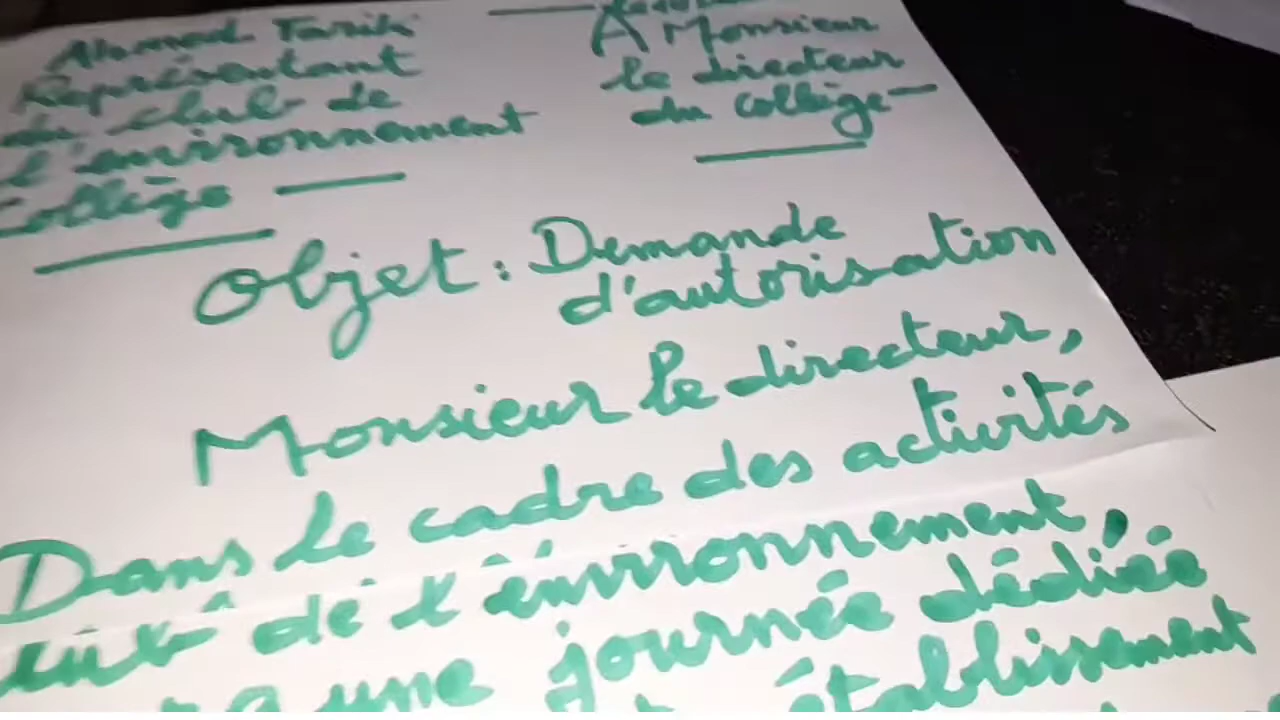 Ahmed Tarik
Représentant
du club de
l'environnement
Collège
À Monsieur
le directeur
du collège
Objet : Demande
d'autorisation
Monsieur le directeur,
Dans le cadre des activités
de l'environnement,
une journée dédiée
établissement